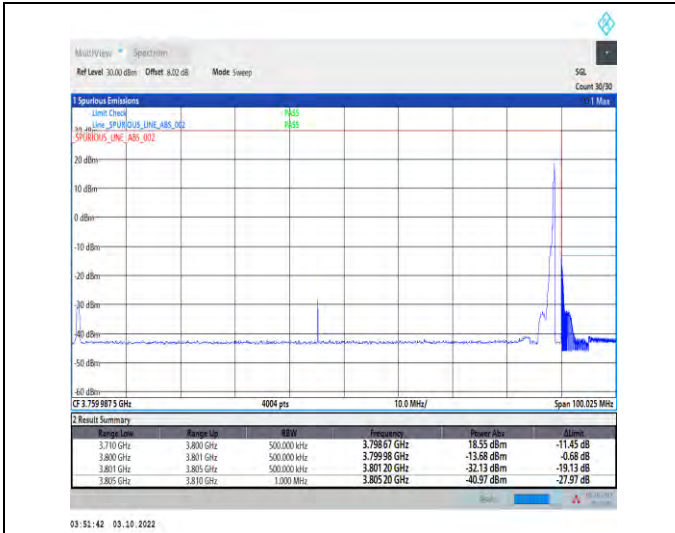 MultiView Spectrum
Ref Level 30.00 dBm Offset 8.02 dB Mode Sweep SGL
Count 30/30
1 Spurious Emissions 1 Max
Limit Check PASS
Line _SPURIOUS_LINE_ABS_002 PASS
_SPURIOUS_LINE_ABS_002
20 dBm
10 dBm
0 dBm
-10 dBm
-20 dBm
-30 dBm
-40 dBm
-50 dBm
-60 dBm
CF 3.759 987 5 GHz 4004 pts 10.0 MHz/ Span 100.025 MHz
2 Result Summary
Range Low Range Up RBW Frequency Power Abs ΔLimit
3.710 GHz 3.800 GHz 500.000 kHz 3.798 67 GHz 18.55 dBm -11.45 dB
3.800 GHz 3.801 GHz 500.000 kHz 3.799 98 GHz -13.68 dBm -0.68 dB
3.801 GHz 3.805 GHz 500.000 kHz 3.801 20 GHz -32.13 dBm -19.13 dB
3.805 GHz 3.810 GHz 1.000 MHz 3.805 20 GHz -40.97 dBm -27.97 dB
03:51:42 03.10.2022